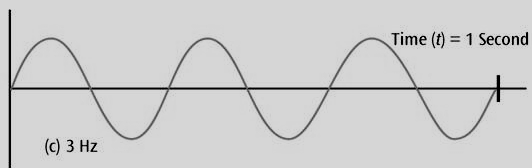 Time (t) = 1 Second
(c) 3 Hz